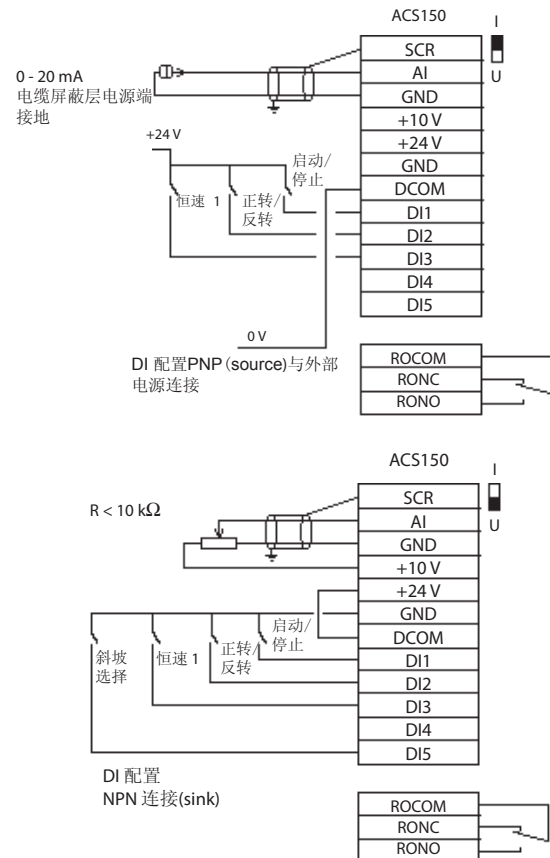 ACS150
I
SCR
AI
U
GND
+10 V
+24 V
GND
DCOM
DI1
DI2
DI3
DI4
DI5
0 - 20 mA
电缆屏蔽层电源端
接地
+24 V
恒速 1
正转/
反转
启动/
停止
0 V
DI 配置PNP(source)与外部
电源连接
ROCOM
RONC
RONO
ACS150
I
SCR
AI
U
GND
+10 V
+24 V
GND
DCOM
DI1
DI2
DI3
DI4
DI5
R < 10 kΩ
斜坡
选择
恒速 1
正转/
反转
启动/
停止
DI 配置
NPN 连接(sink)
ROCOM
RONC
RONO